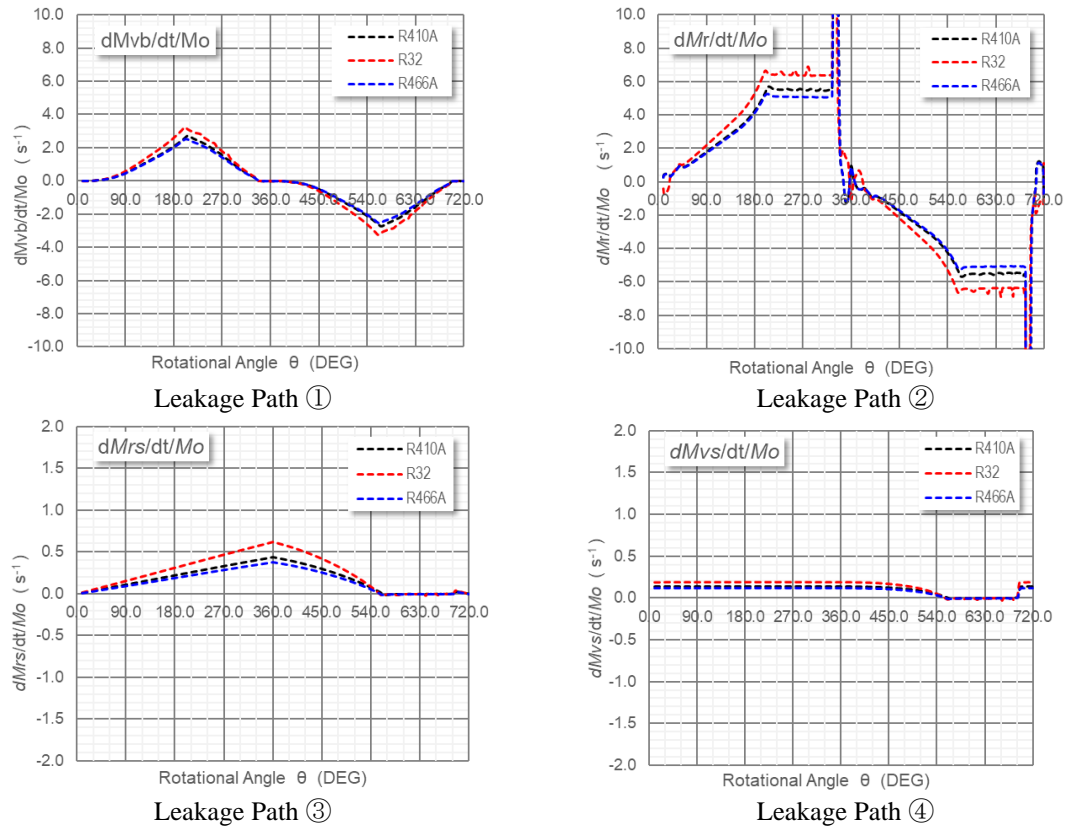 dMvb/dt/Mo
R410A
R32
R466A
dMvb/dt/Mo ( s⁻¹ )
10.0
8.0
6.0
4.0
2.0
0.0
-2.0
-4.0
-6.0
-8.0
-10.0
0.0 90.0 180.0 270.0 360.0 450.0 540.0 630.0 720.0
Rotational Angle θ (DEG)
Leakage Path ①
dMr/dt/Mo
R410A
R32
R466A
dMr/dt/Mo ( s⁻¹ )
10.0
8.0
6.0
4.0
2.0
0.0
-2.0
-4.0
-6.0
-8.0
-10.0
0.0 90.0 180.0 270.0 360.0 450.0 540.0 630.0 720.0
Rotational Angle θ (DEG)
Leakage Path ②
dMrs/dt/Mo
R410A
R32
R466A
dMrs/dt/Mo ( s⁻¹ )
2.0
1.5
1.0
0.5
0.0
-0.5
-1.0
-1.5
-2.0
0.0 90.0 180.0 270.0 360.0 450.0 540.0 630.0 720.0
Rotational Angle θ (DEG)
Leakage Path ③
dMvs/dt/Mo
R410A
R32
R466A
dMvs/dt/Mo ( s⁻¹ )
2.0
1.5
1.0
0.5
0.0
-0.5
-1.0
-1.5
-2.0
0.0 90.0 180.0 270.0 360.0 450.0 540.0 630.0 720.0
Rotational Angle θ (DEG)
Leakage Path ④